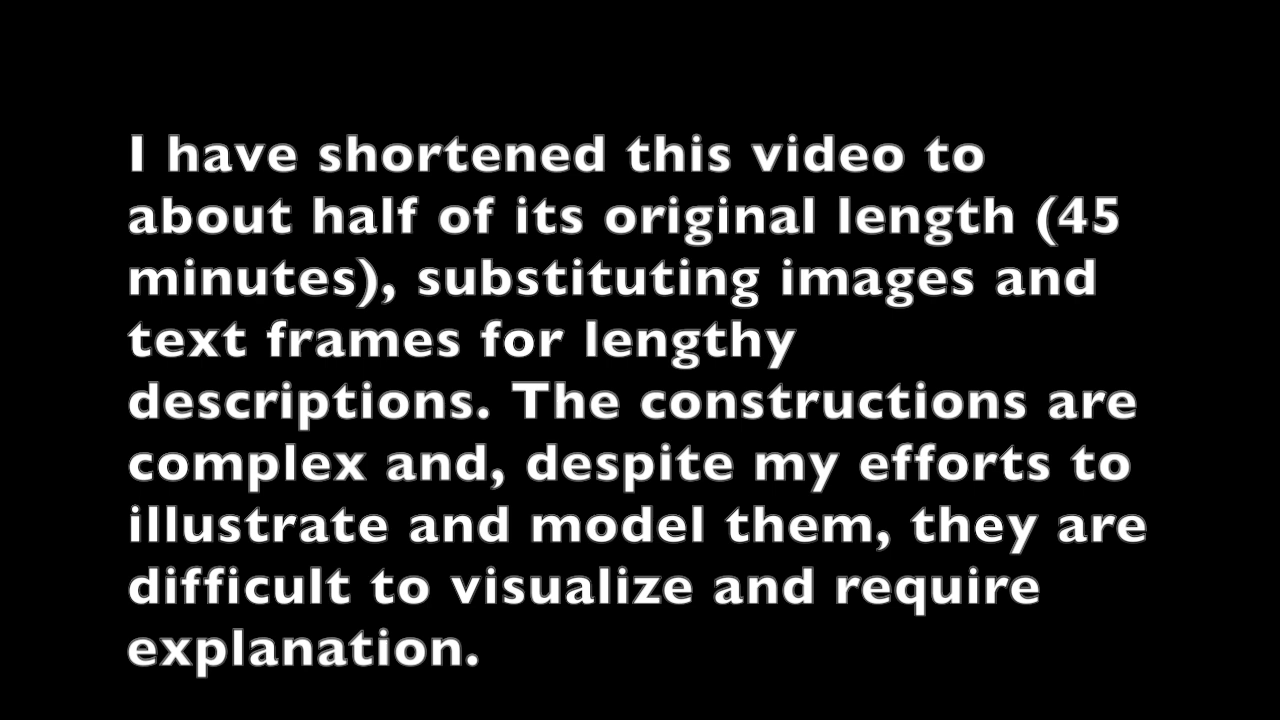 I have shortened this video to
about half of its original length (45
minutes), substituting images and
text frames for lengthy
descriptions. The constructions are
complex and, despite my efforts to
illustrate and model them, they are
difficult to visualize and require
explanation.